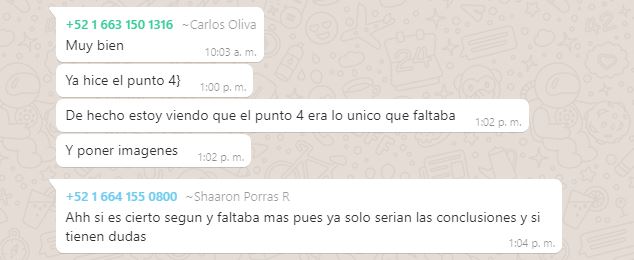 +52 1 663 150 1316 ~Carlos Oliva
Muy bien 10:03 a. m.
Ya hice el punto 4} 1:00 p. m.
De hecho estoy viendo que el punto 4 era lo unico que faltaba 1:02 p. m.
Y poner imagenes 1:02 p. m.
+52 1 664 155 0800 ~Shaaron Porras R
Ahh si es cierto segun y faltaba mas pues ya solo serian las conclusiones y si
tienen dudas 1:04 p. m.